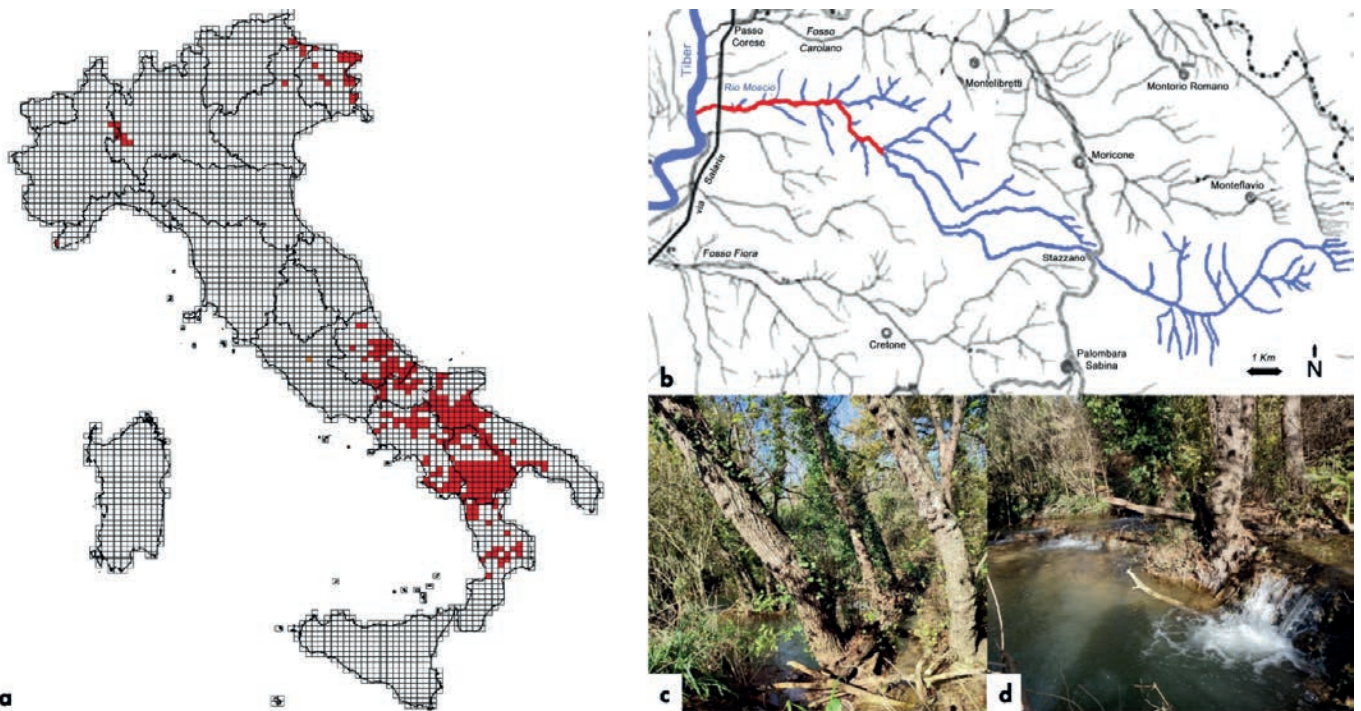 a
Tiber
Passo
Corese
Fosso
Carolano
Rio Moscio
Montelibretti
Montorio Romano
Moricone
Monteflavio
via Salaria
Fosso Fiora
Stazzano
Cretone
Palombara
Sabina
1 Km
N
b
c
d